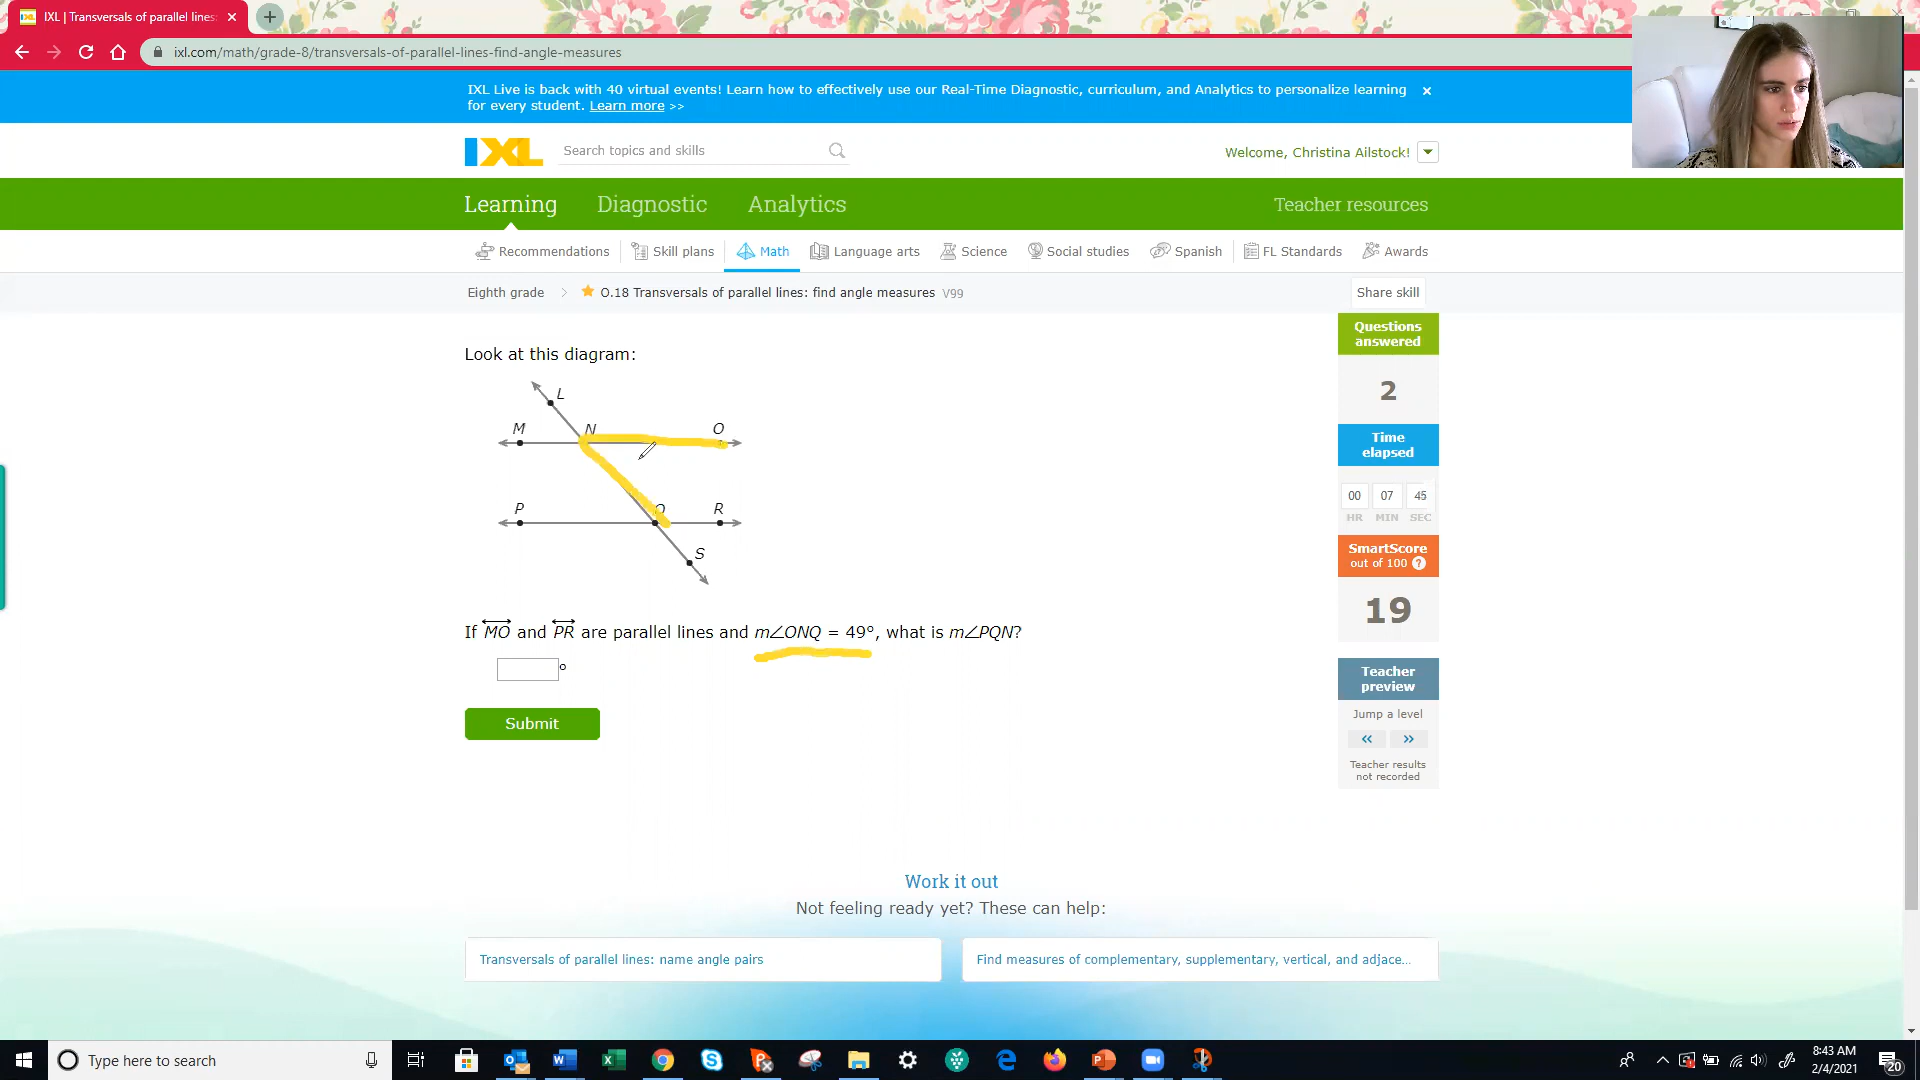 IXL | Transversals of parallel lines:
ixl.com/math/grade-8/transversals-of-parallel-lines-find-angle-measures
IXL Live is back with 40 virtual events! Learn how to effectively use our Real-Time Diagnostic, curriculum, and Analytics to personalize learning
for every student. Learn more >>
IXL
Search topics and skills
Welcome, Christina Ailstock!
Learning
Diagnostic
Analytics
Teacher resources
Recommendations
Skill plans
Math
Language arts
Science
Social studies
Spanish
FL Standards
Awards
Eighth grade
O.18 Transversals of parallel lines: find angle measures V99
Share skill
Look at this diagram:
L
M
N
O
P
Q
R
S
If MO and PR are parallel lines and m∠ONQ = 49°, what is m∠PQN?
°
Submit
Questions
answered
2
Time
elapsed
00
07
45
HR
MIN
SEC
SmartScore
out of 100 ?
19
Teacher
preview
Jump a level
<<
>>
Teacher results
not recorded
Work it out
Not feeling ready yet? These can help:
Transversals of parallel lines: name angle pairs
Find measures of complementary, supplementary, vertical, and adjace...
Type here to search
8:43 AM
2/4/2021
20